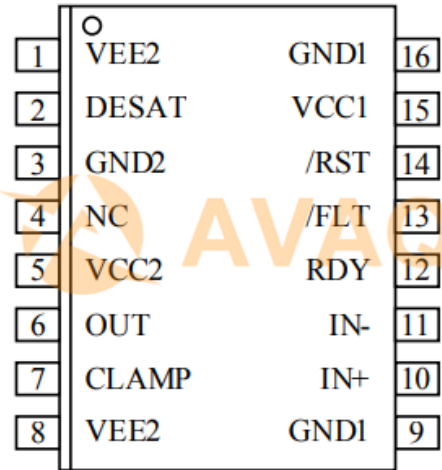 1 VEE2 GND1 16
2 DESAT VCC1 15
3 GND2 /RST 14
4 NC /FLT 13
5 VCC2 RDY 12
6 OUT IN- 11
7 CLAMP IN+ 10
8 VEE2 GND1 9
AVAQ